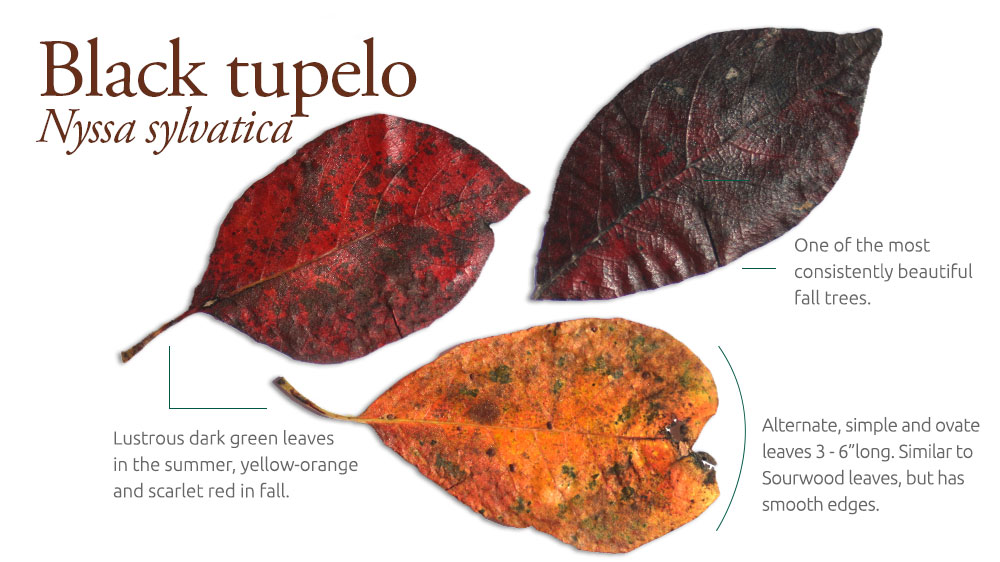 Black tupelo
Nyssa sylvatica
One of the most
consistently beautiful
fall trees.
Lustrous dark green leaves
in the summer, yellow-orange
and scarlet red in fall.
Alternate, simple and ovate
leaves 3 - 6”long. Similar to
Sourwood leaves, but has
smooth edges.